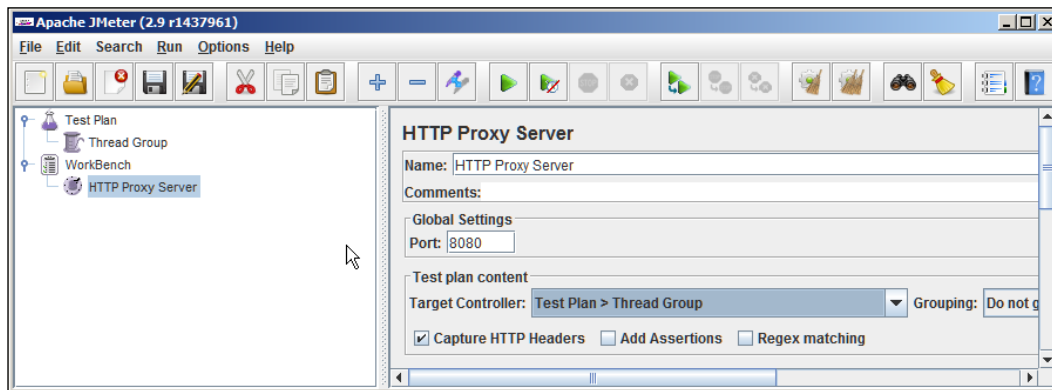 Apache JMeter (2.9 r1437961)
File Edit Search Run Options Help
Test Plan
Thread Group
WorkBench
HTTP Proxy Server
HTTP Proxy Server
Name: HTTP Proxy Server
Comments:
Global Settings
Port: 8080
Test plan content
Target Controller: Test Plan > Thread Group Grouping: Do not g
Capture HTTP Headers Add Assertions Regex matching